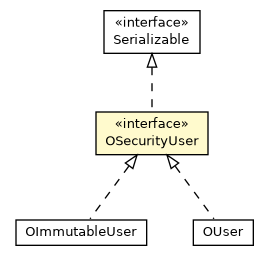 «interface»
Serializable
«interface»
OSecurityUser
OImmutableUser
OUser